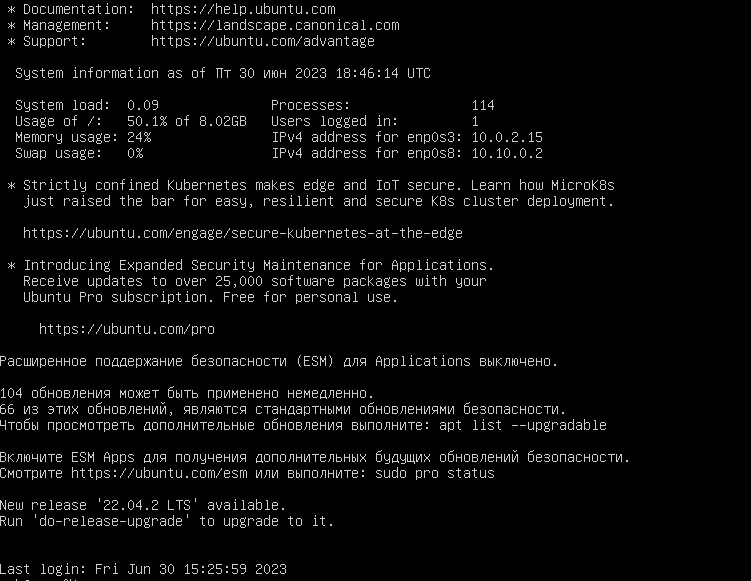 * Documentation:  https://help.ubuntu.com
* Management:     https://landscape.canonical.com
* Support:        https://ubuntu.com/advantage
System information as of Пт 30 июн 2023 18:46:14 UTC
System load:  0.09              Processes:               114
Usage of /:   50.1% of 8.02GB   Users logged in:         1
Memory usage: 24%               IPv4 address for enp0s3: 10.0.2.15
Swap usage:   0%                IPv4 address for enp0s8: 10.10.0.2
* Strictly confined Kubernetes makes edge and IoT secure. Learn how MicroK8s
just raised the bar for easy, resilient and secure K8s cluster deployment.
https://ubuntu.com/engage/secure-kubernetes-at-the-edge
* Introducing Expanded Security Maintenance for Applications.
Receive updates to over 25,000 software packages with your
Ubuntu Pro subscription. Free for personal use.
https://ubuntu.com/pro
Расширенное поддержание безопасности (ESM) для Applications выключено.
104 обновления может быть применено немедленно.
66 из этих обновлений, являются стандартными обновлениями безопасности.
Чтобы просмотреть дополнительные обновления выполните: apt list --upgradable
Включите ESM Apps для получения дополнительных будущих обновлений безопасности.
Смотрите https://ubuntu.com/esm или выполните: sudo pro status
New release '22.04.2 LTS' available.
Run 'do-release-upgrade' to upgrade to it.
Last login: Fri Jun 30 15:25:59 2023